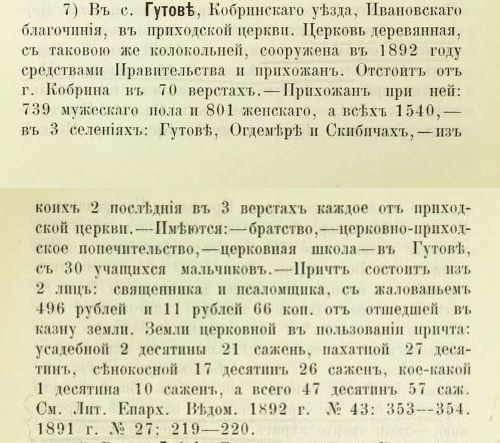 7) Въ с. Гутовѣ, Кобринскаго уѣзда, Ивановскаго
благочинія, въ приходской церкви. Церковь деревянная,
съ таковою же колокольней, сооружена въ 1892 году
средствами Правительства и прихожанъ. Отстоитъ отъ
г. Кобрина въ 70 верстахъ.—Прихожанъ при ней:
739 мужескаго пола и 801 женскаго, а всѣхъ 1540,—
въ 3 селеніяхъ: Гутовѣ, Огдемѣрѣ и Скибичахъ,—изъ
коихъ 2 послѣднія въ 3 верстахъ каждое отъ приход-
ской церкви.—Имѣются:—братство,—церковно-приход-
ское попечительство,—церковная школа—въ Гутовѣ,
съ 30 учащихся мальчиковъ.—Причтъ состоитъ изъ
2 лицъ: священника и псаломщика, съ жалованьемъ
496 рублей и 11 рублей 66 коп. отъ отшедшей въ
казну земли. Земли церковной въ пользованіи причта:
усадебной 2 десятины 21 сажень, пахатной 27 деся-
тинъ, сѣнокосной 17 десятинъ 26 саженъ, кое-какой
1 десятина 10 саженъ, а всего 47 десятинъ 57 саж.
См. Лит. Епарх. Вѣдом. 1892 г. № 43: 353—354.
1891 г. № 27; 219—220.